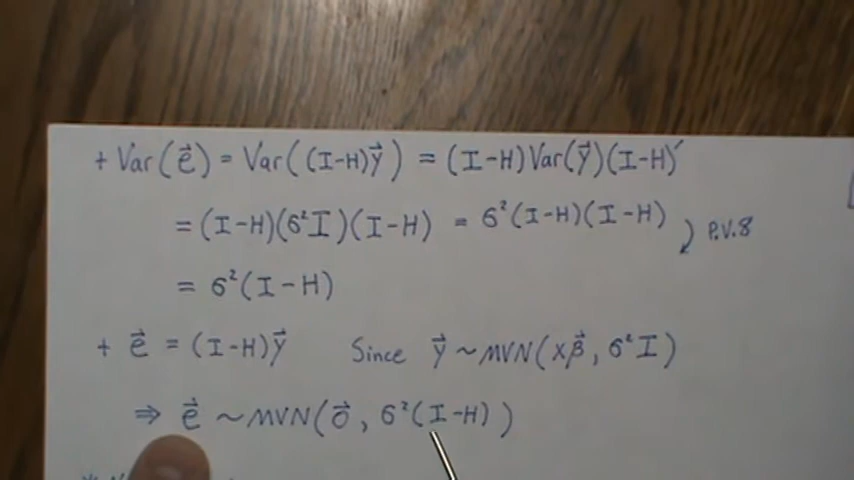 + Var(e⃗) = Var((I-H)y⃗) = (I-H)Var(y⃗)(I-H)′
= (I-H)(σ²I)(I-H) = σ²(I-H)(I-H) P.V.8
= σ²(I-H)
+ e⃗ = (I-H)y⃗ Since y⃗ ~ MVN(Xβ⃗, σ²I)
⇒ e⃗ ~ MVN(0⃗, σ²(I-H))